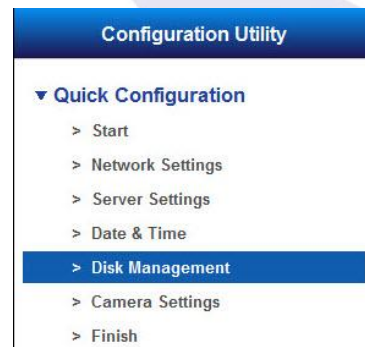 Configuration Utility
▼ Quick Configuration
> Start
> Network Settings
> Server Settings
> Date & Time
> Disk Management
> Camera Settings
> Finish